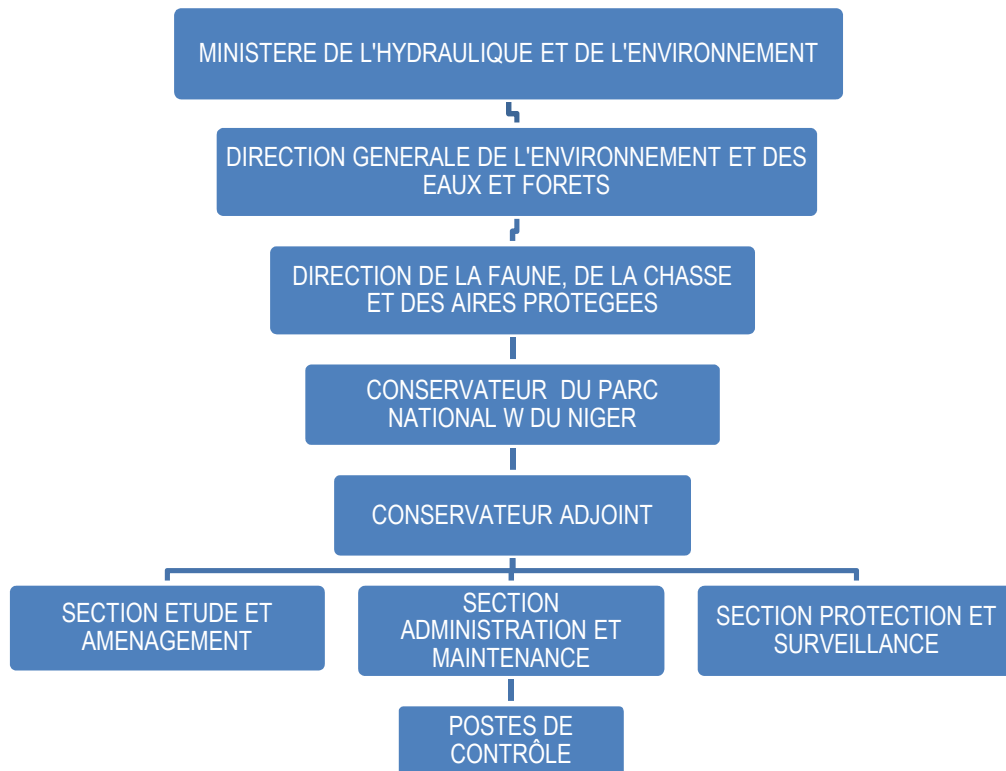 MINISTERE DE L'HYDRAULIQUE ET DE L'ENVIRONNEMENT
DIRECTION GENERALE DE L'ENVIRONNEMENT ET DES
EAUX ET FORETS
DIRECTION DE LA FAUNE, DE LA CHASSE
ET DES AIRES PROTEGEES
CONSERVATEUR DU PARC
NATIONAL W DU NIGER
CONSERVATEUR ADJOINT
SECTION ETUDE ET
AMENAGEMENT
SECTION
ADMINISTRATION ET
MAINTENANCE
SECTION PROTECTION ET
SURVEILLANCE
POSTES DE
CONTRÔLE